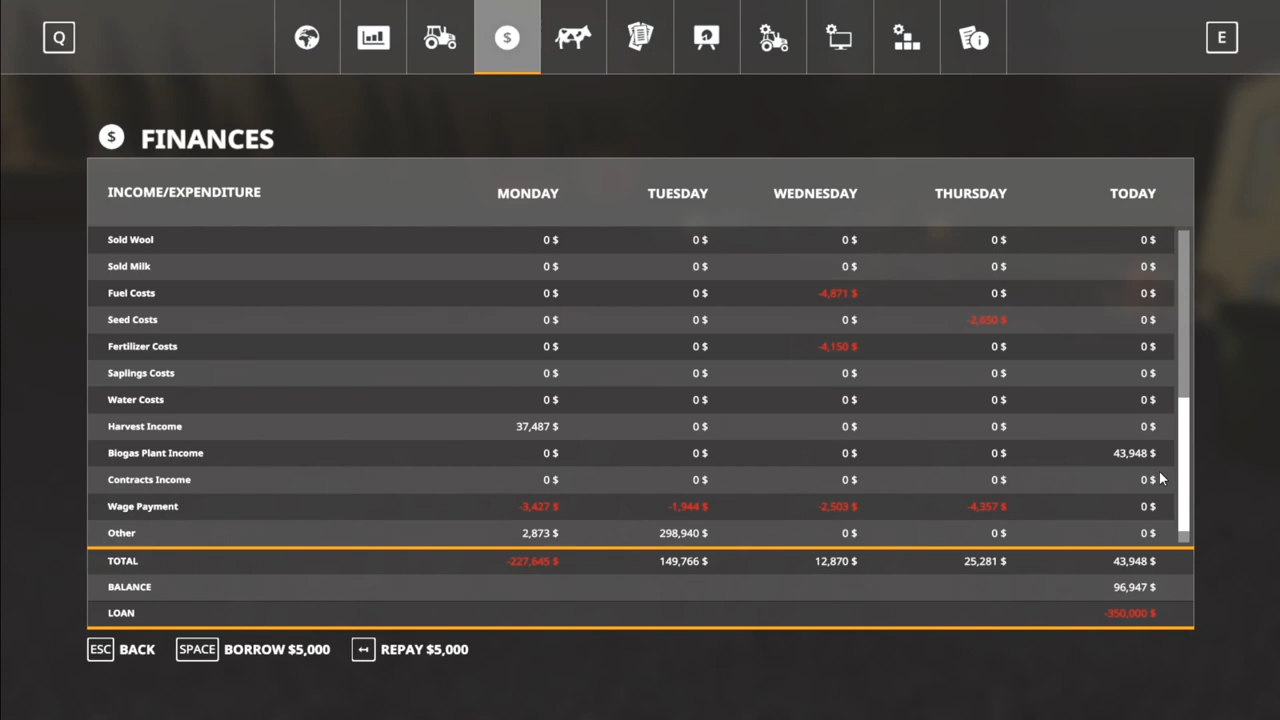 Q
$
E
$ FINANCES
INCOME/EXPENDITURE MONDAY TUESDAY WEDNESDAY THURSDAY TODAY
Sold Wool 0 $ 0 $ 0 $ 0 $ 0 $
Sold Milk 0 $ 0 $ 0 $ 0 $ 0 $
Fuel Costs 0 $ 0 $ -4,871 $ 0 $ 0 $
Seed Costs 0 $ 0 $ 0 $ -2,650 $ 0 $
Fertilizer Costs 0 $ 0 $ -4,150 $ 0 $ 0 $
Saplings Costs 0 $ 0 $ 0 $ 0 $ 0 $
Water Costs 0 $ 0 $ 0 $ 0 $ 0 $
Harvest Income 37,487 $ 0 $ 0 $ 0 $ 0 $
Biogas Plant Income 0 $ 0 $ 0 $ 0 $ 43,948 $
Contracts Income 0 $ 0 $ 0 $ 0 $ 0 $
Wage Payment -3,427 $ -1,944 $ -2,503 $ -4,357 $ 0 $
Other 2,873 $ 298,940 $ 0 $ 0 $ 0 $
TOTAL -227,645 $ 149,766 $ 12,870 $ 25,281 $ 43,948 $
BALANCE 96,947 $
LOAN -350,000 $
ESC BACK SPACE BORROW $5,000 ↔ REPAY $5,000